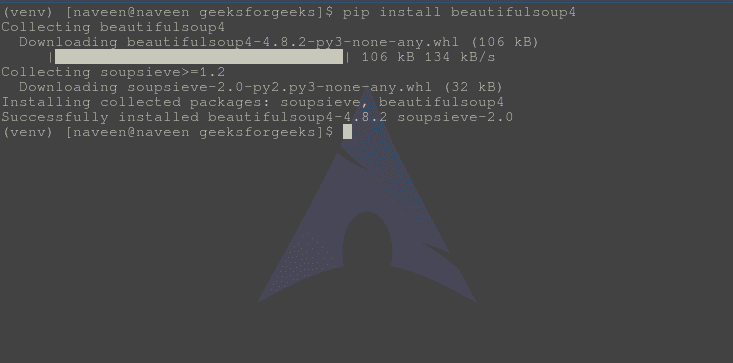 (venv) [naveen@naveen geeksforgeeks]$ pip install beautifulsoup4
Collecting beautifulsoup4
  Downloading beautifulsoup4-4.8.2-py3-none-any.whl (106 kB)
     |████████████████████████████████| 106 kB 134 kB/s
Collecting soupsieve>=1.2
  Downloading soupsieve-2.0-py2.py3-none-any.whl (32 kB)
Installing collected packages: soupsieve, beautifulsoup4
Successfully installed beautifulsoup4-4.8.2 soupsieve-2.0
(venv) [naveen@naveen geeksforgeeks]$